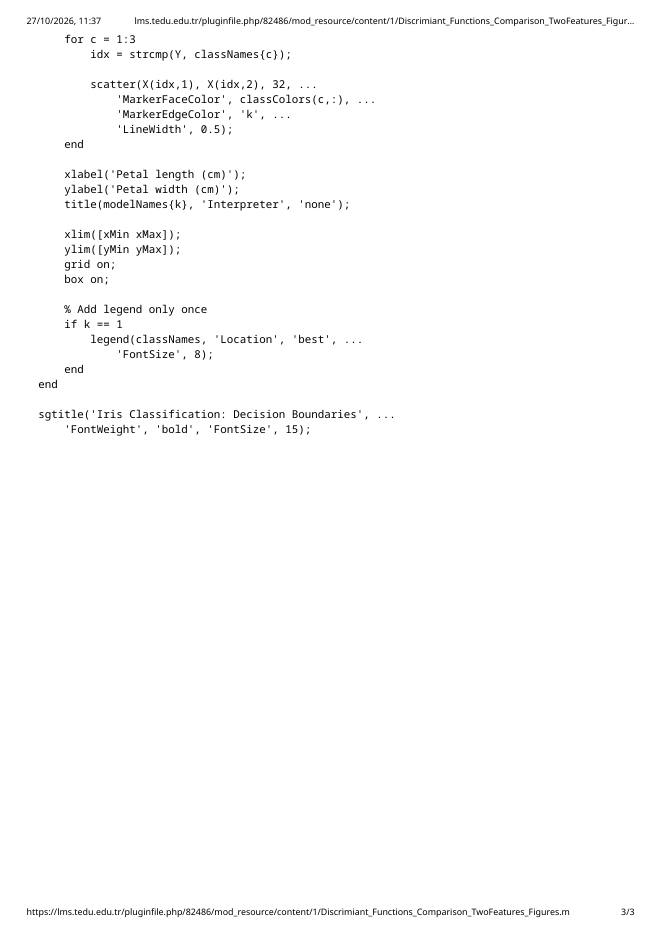 27/10/2026, 11:37 lms.tedu.edu.tr/pluginfile.php/82486/mod_resource/content/1/Discrimiant_Functions_Comparison_TwoFeatures_Figur…
    for c = 1:3
        idx = strcmp(Y, classNames{c});
        scatter(X(idx,1), X(idx,2), 32, ...
            'MarkerFaceColor', classColors(c,:), ...
            'MarkerEdgeColor', 'k', ...
            'LineWidth', 0.5);
    end
    xlabel('Petal length (cm)');
    ylabel('Petal width (cm)');
    title(modelNames{k}, 'Interpreter', 'none');
    xlim([xMin xMax]);
    ylim([yMin yMax]);
    grid on;
    box on;
    % Add legend only once
    if k == 1
        legend(classNames, 'Location', 'best', ...
            'FontSize', 8);
    end
end
sgtitle('Iris Classification: Decision Boundaries', ...
    'FontWeight', 'bold', 'FontSize', 15);
https://lms.tedu.edu.tr/pluginfile.php/82486/mod_resource/content/1/Discrimiant_Functions_Comparison_TwoFeatures_Figures.m 3/3